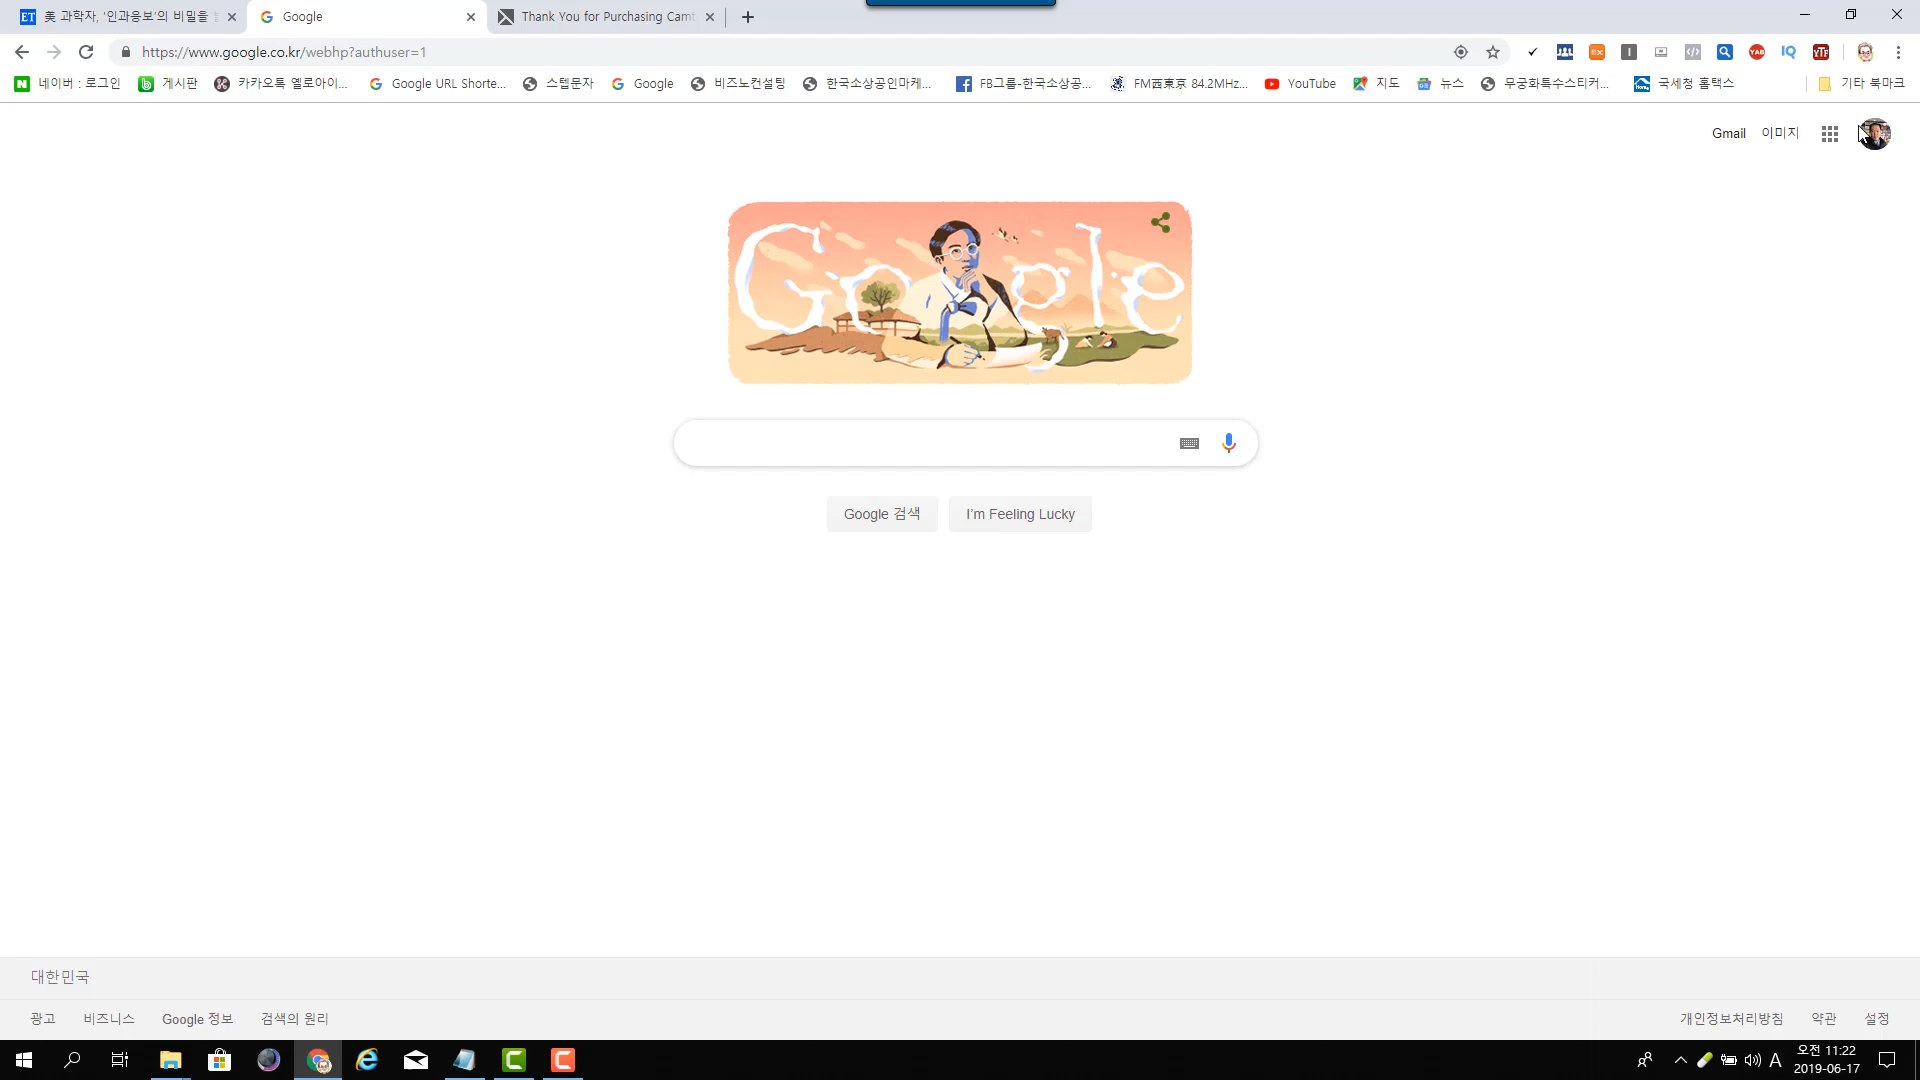 ET 美 과학자, '인과응보'의 비밀을
Google
Thank You for Purchasing Camt
https://www.google.co.kr/webhp?authuser=1
네이버 : 로그인
게시판
카카오톡 옐로아이...
Google URL Shorte...
스텝문자
Google
비즈노컨설팅
한국소상공인마케...
FB그룹-한국소상공...
FM西東京 84.2MHz...
YouTube
지도
뉴스
무궁화특수스티커...
국세청 홈택스
기타 북마크
Gmail 이미지
Google
Google 검색 I'm Feeling Lucky
대한민국
광고 비즈니스 Google 정보 검색의 원리 개인정보처리방침 약관 설정
A 오전 11:22
2019-06-17